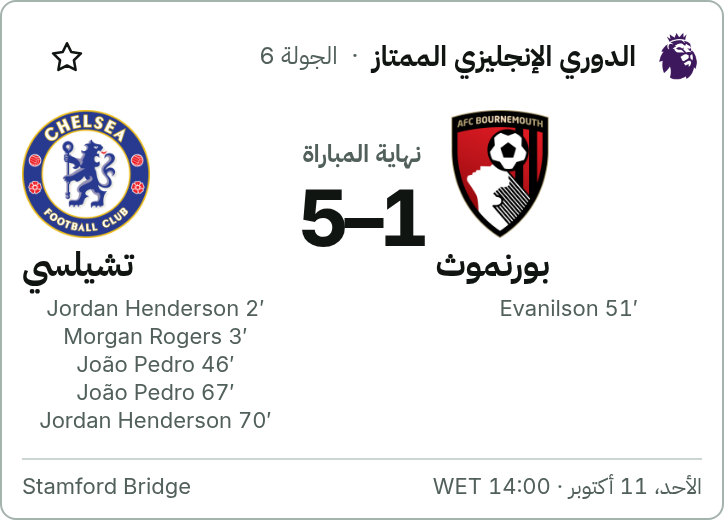 الدوري الإنجليزي الممتاز · الجولة 6
AFC BOURNEMOUTH
نهاية المباراة
CHELSEA
FOOTBALL CLUB
5–1
بورنموث
تشيلسي
Evanilson 51′
Jordan Henderson 2′
Morgan Rogers 3′
João Pedro 46′
João Pedro 67′
Jordan Henderson 70′
الأحد، 11 أكتوبر · 14:00 WET
Stamford Bridge